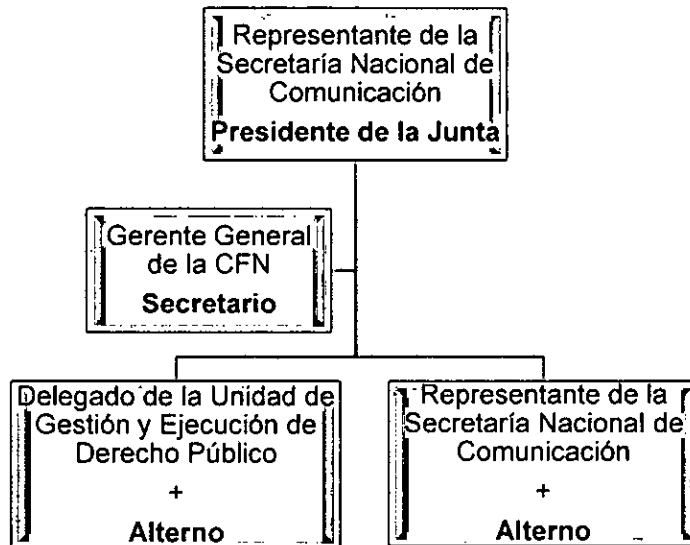 Representante de la
Secretaría Nacional de
Comunicación
Presidente de la Junta
Gerente General
de la CFN
Secretario
Delegado de la Unidad de
Gestión y Ejecución de
Derecho Público
+
Alterno
Representante de la
Secretaría Nacional de
Comunicación
+
Alterno